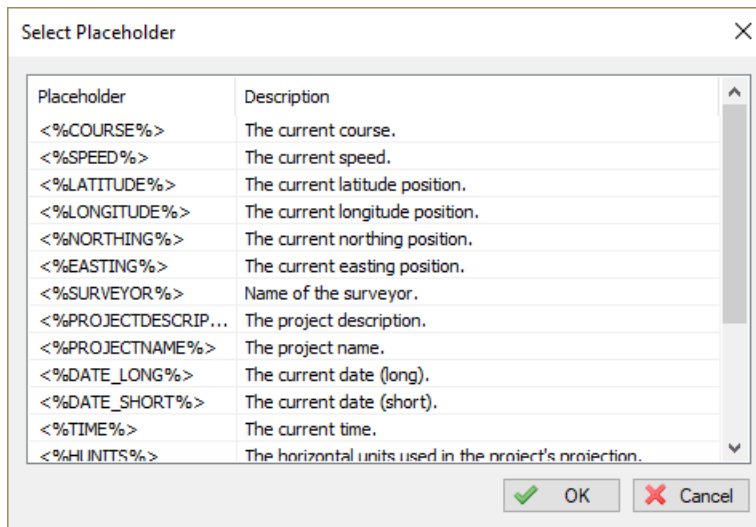 Select Placeholder
Placeholder Description
<%COURSE%> The current course.
<%SPEED%> The current speed.
<%LATITUDE%> The current latitude position.
<%LONGITUDE%> The current longitude position.
<%NORTHING%> The current northing position.
<%EASTING%> The current easting position.
<%SURVEYOR%> Name of the surveyor.
<%PROJECTDESCRIP... The project description.
<%PROJECTNAME%> The project name.
<%DATE_LONG%> The current date (long).
<%DATE_SHORT%> The current date (short).
<%TIME%> The current time.
<%HUNITS%> The horizontal units used in the project's projection.
OK Cancel